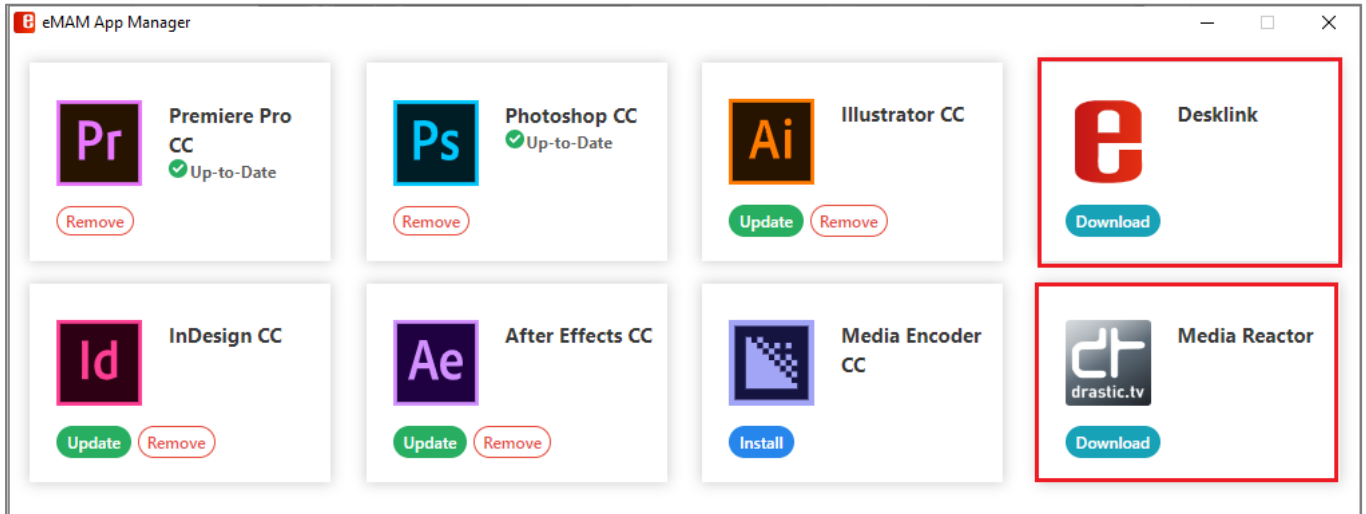 eMAM App Manager
Pr
Premiere Pro
CC
Up-to-Date
Remove
Ps
Photoshop CC
Up-to-Date
Remove
Ai
Illustrator CC
Update Remove
e
Desklink
Download
Id
InDesign CC
Update Remove
Ae
After Effects CC
Update Remove
Media Encoder
CC
Install
dt
drastic.tv
Media Reactor
Download